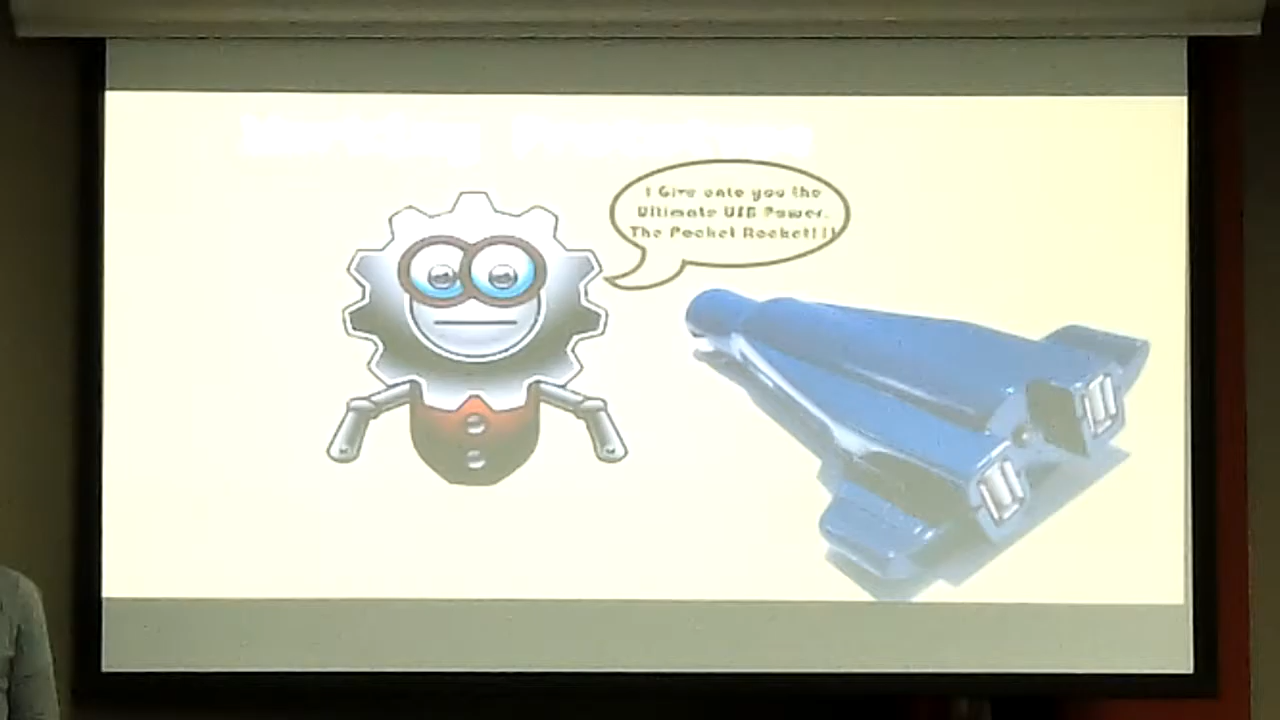 I Give onto you the
Ultimate USB Power.
The Pocket Rocket!!!